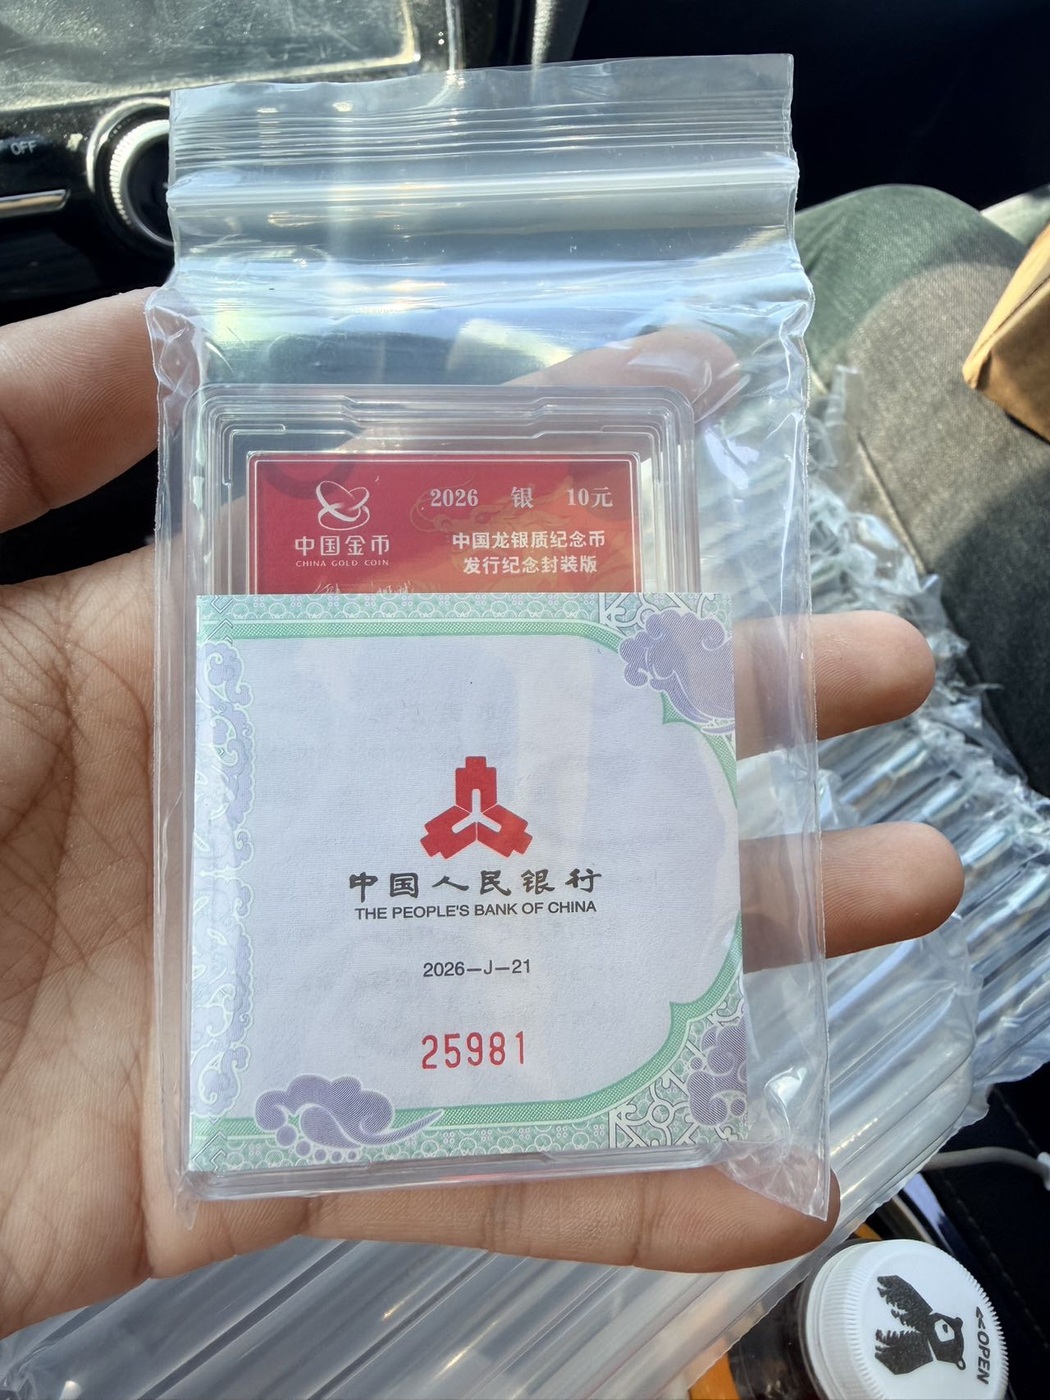 OFF
2026 银 10元
中国金币
CHINA GOLD COIN
中国龙银质纪念币
发行纪念封装版
中国人民银行
THE PEOPLE'S BANK OF CHINA
2026-J-21
25981
<OPEN